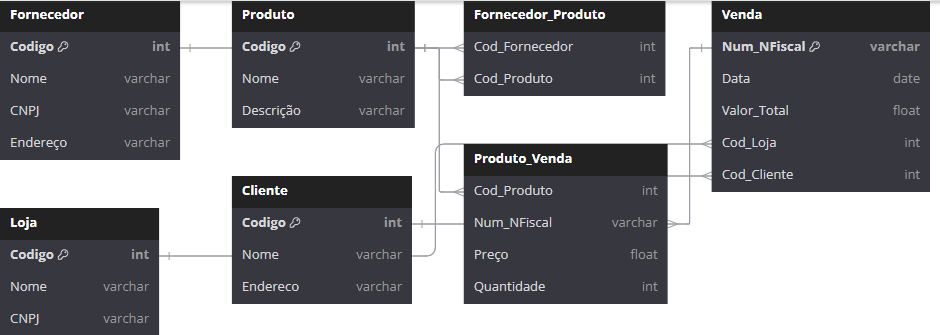 Fornecedor
Codigo int
Nome varchar
CNPJ varchar
Endereço varchar
Produto
Codigo int
Nome varchar
Descrição varchar
Fornecedor_Produto
Cod_Fornecedor int
Cod_Produto int
Venda
Num_NFiscal varchar
Data date
Valor_Total float
Cod_Loja int
Cod_Cliente int
Produto_Venda
Cod_Produto int
Num_NFiscal varchar
Preço float
Quantidade int
Cliente
Codigo int
Nome varchar
Endereco varchar
Loja
Codigo int
Nome varchar
CNPJ varchar